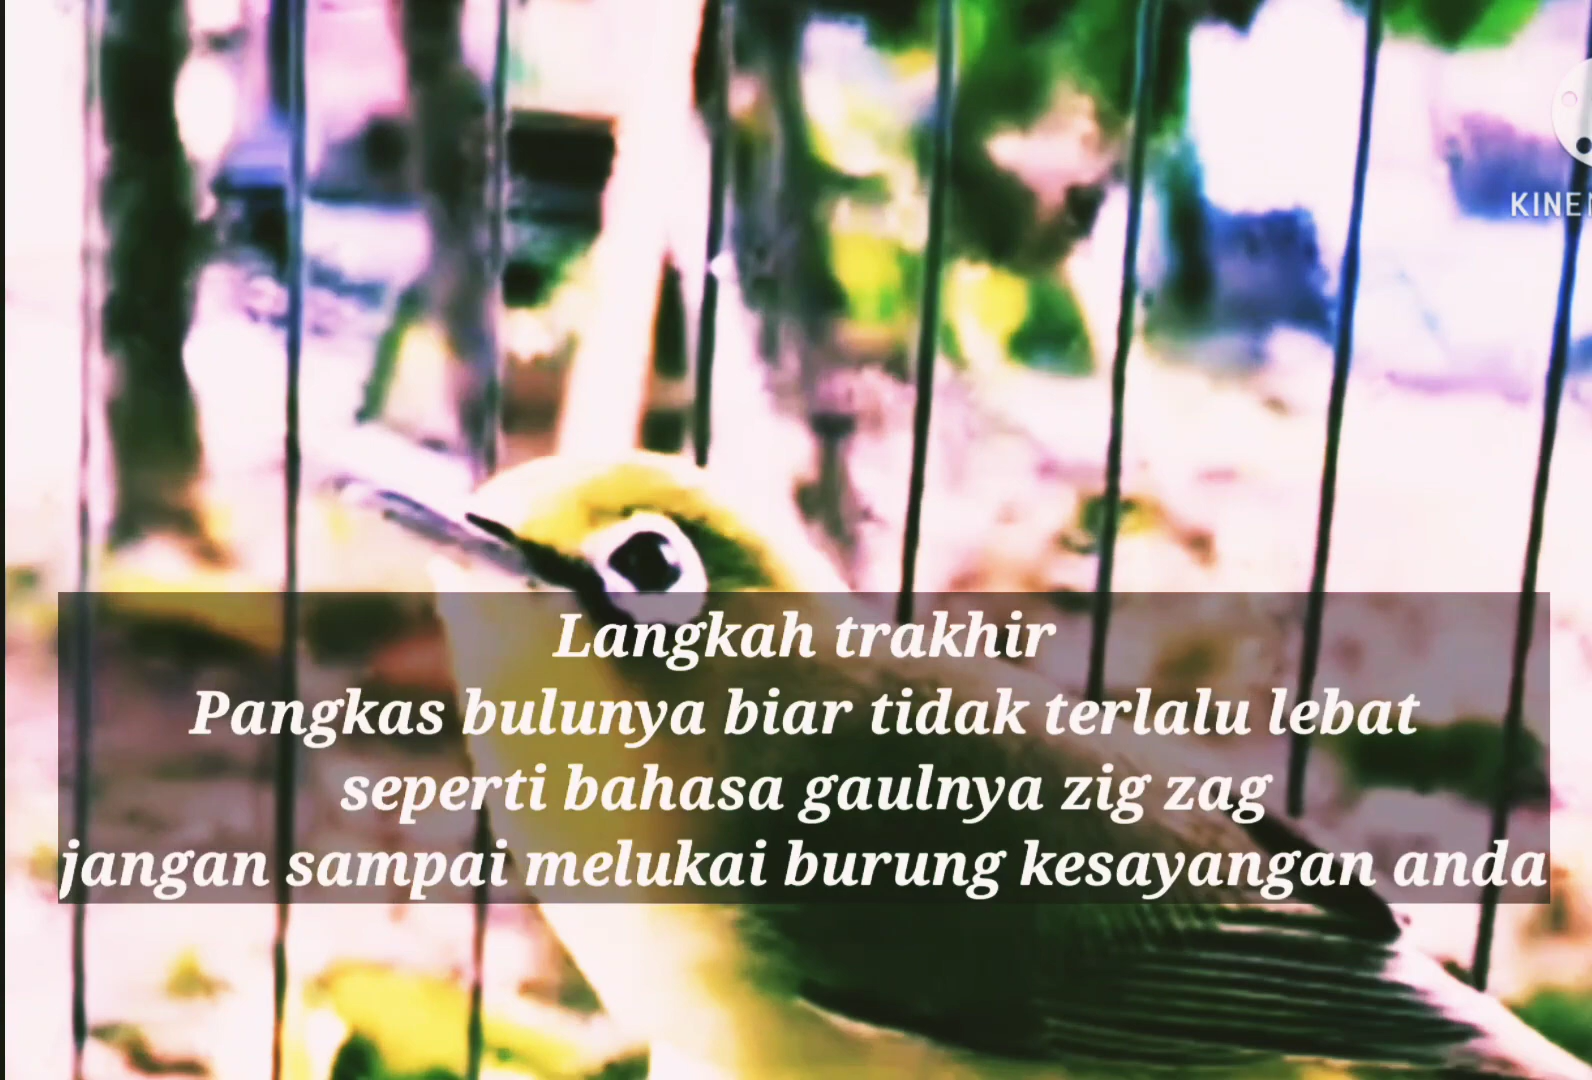 KINE
Langkah trakhir
Pangkas bulunya biar tidak terlalu lebat
seperti bahasa gaulnya zig zag
jangan sampai melukai burung kesayangan anda